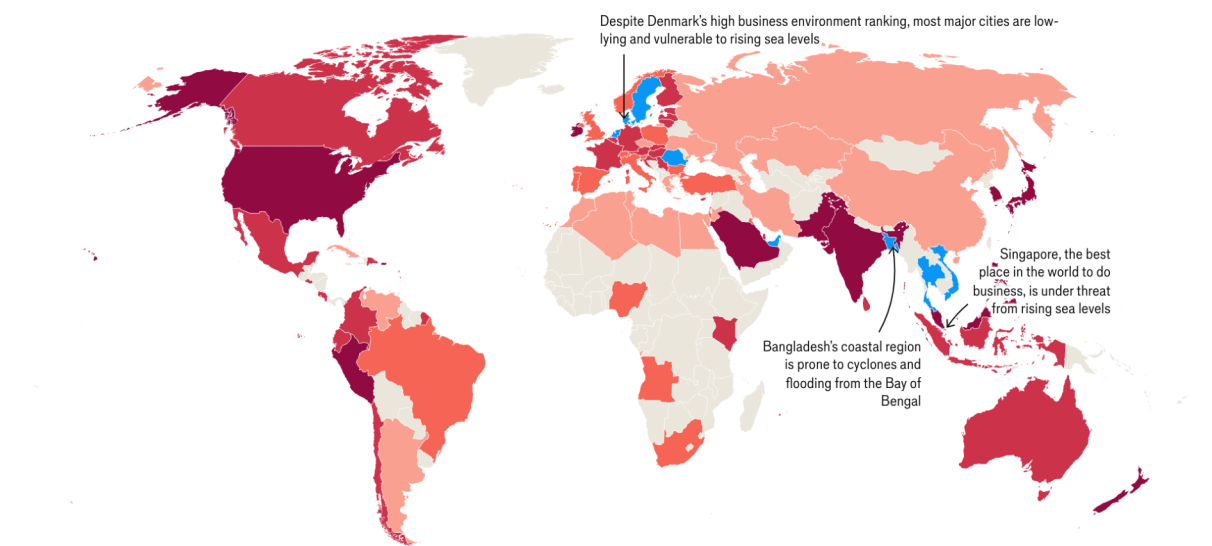 Despite Denmark's high business environment ranking, most major cities are low-
lying and vulnerable to rising sea levels
Singapore, the best
place in the world to do
business, is under threat
from rising sea levels
Bangladesh's coastal region
is prone to cyclones and
flooding from the Bay of
Bengal